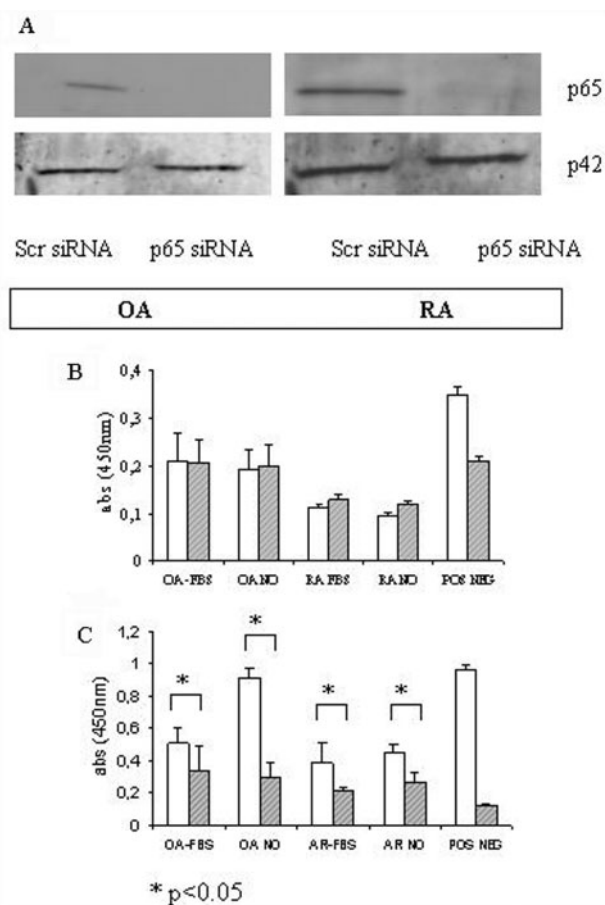 A
p65
p42
Scr siRNA p65 siRNA Scr siRNA p65 siRNA
OA RA
B
0,4
0,3
0,2
0,1
0
abs (450nm)
OA-FBS OA NO RA FBS RA NO POS NEG
C
1,2
1
0,8
0,6
0,4
0,2
0
abs (450nm)
* * * *
OA-FBS OA NO AR-FBS AR NO POS NEG
* p<0.05